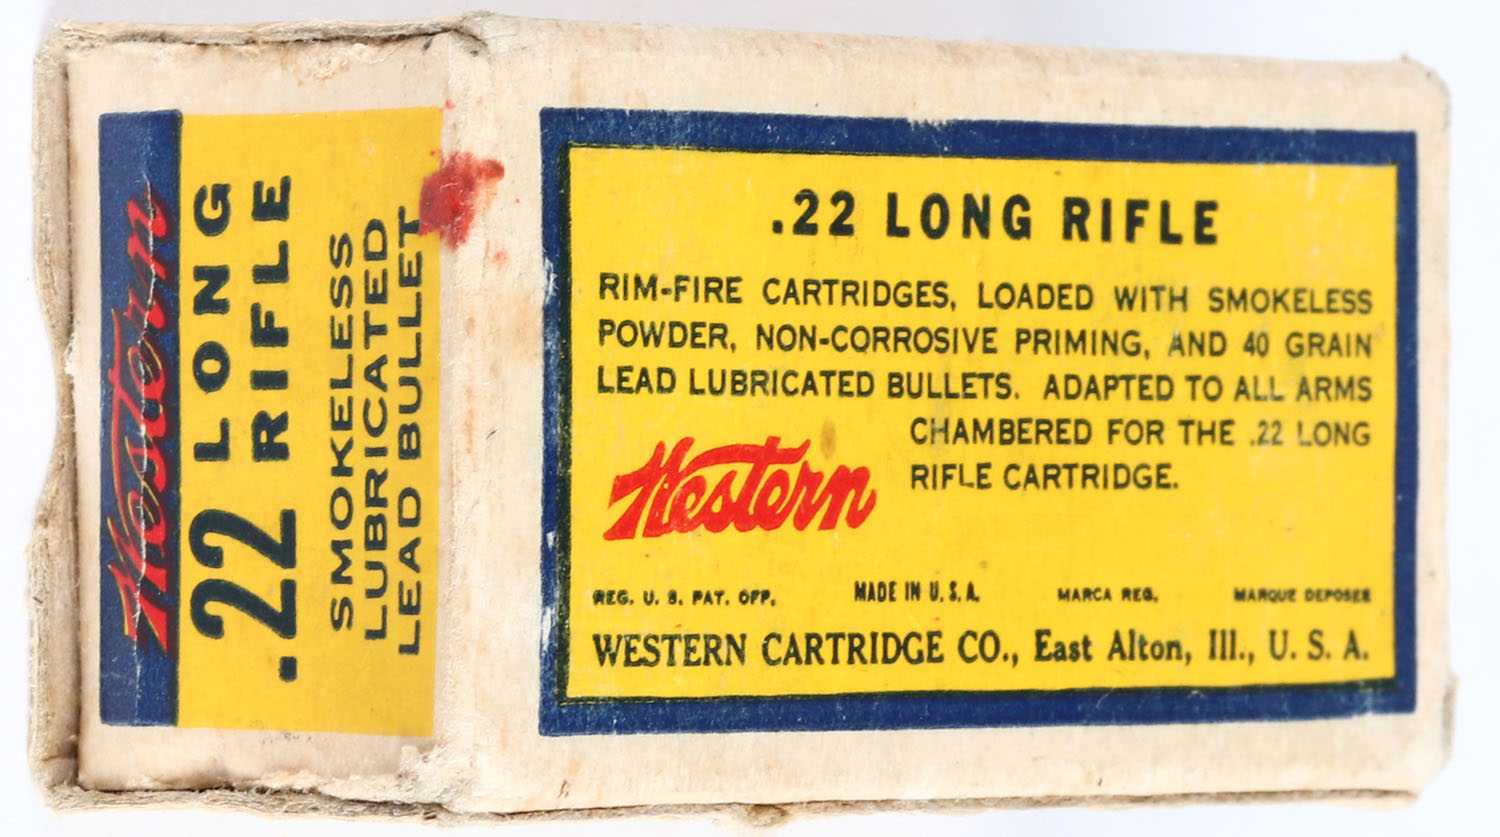 Western
.22 LONG
.22 RIFLE
SMOKELESS
LUBRICATED
LEAD BULLET
.22 LONG RIFLE
RIM-FIRE CARTRIDGES, LOADED WITH SMOKELESS
POWDER, NON-CORROSIVE PRIMING, AND 40 GRAIN
LEAD LUBRICATED BULLETS. ADAPTED TO ALL ARMS
CHAMBERED FOR THE .22 LONG
RIFLE CARTRIDGE.
Western
REG. U. S. PAT. OFF. MADE IN U. S. A. MARCA REG. MARQUE DEPOSEE
WESTERN CARTRIDGE CO., East Alton, Ill., U. S. A.